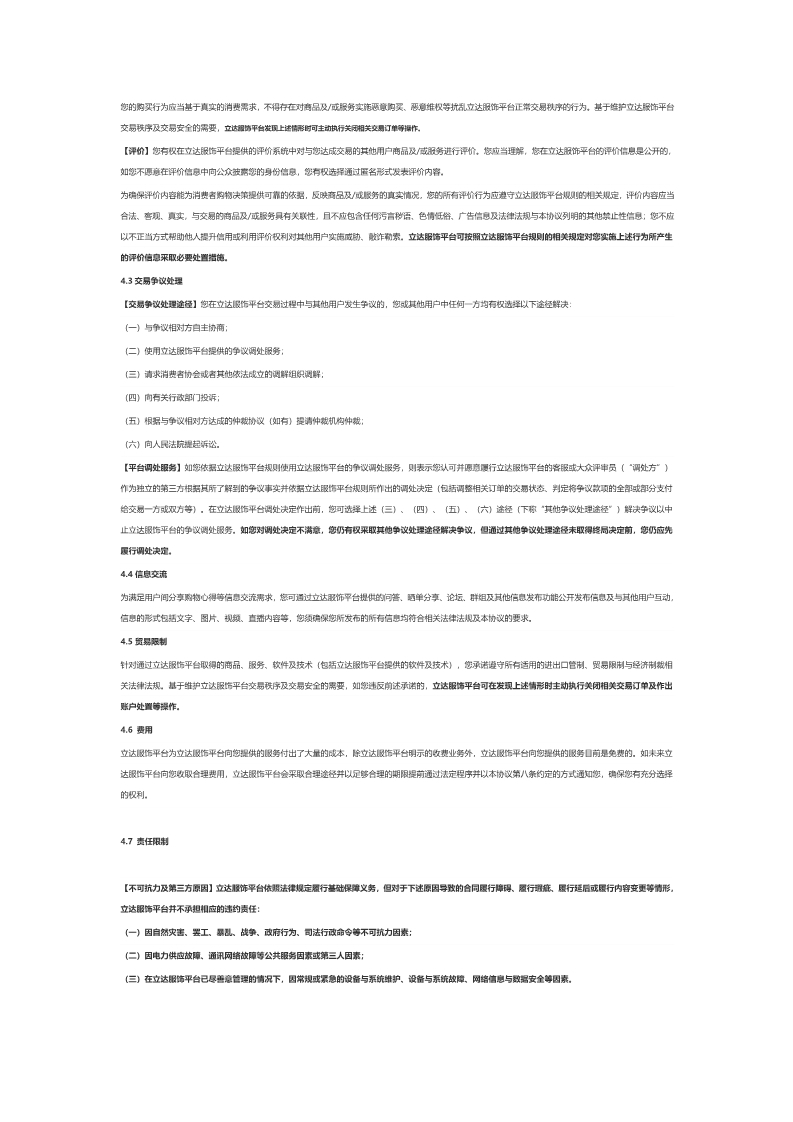 您的购买行为应当基于真实的消费需求，不得存在对商品及/或服务实施恶意购买、恶意维权等扰乱立达服饰平台正常交易秩序的行为。基于维护立达服饰平台
交易秩序及交易安全的需要，立达服饰平台发现上述情形时可主动执行关闭相关交易订单等操作。
【评价】您有权在立达服饰平台提供的评价系统中对与您达成交易的其他用户商品及/或服务进行评价。您应当理解，您在立达服饰平台的评价信息是公开的，
如您不愿意在评价信息中向公众披露您的身份信息，您有权选择通过匿名形式发表评价内容。
为确保评价内容能为消费者购物决策提供可靠的依据，反映商品及/或服务的真实情况，您的所有评价行为应遵守立达服饰平台规则的相关规定，评价内容应当
合法、客观、真实，与交易的商品及/或服务具有关联性，且不应包含任何污言秽语、色情低俗、广告信息及法律法规与本协议列明的其他禁止性信息；您不应
以不正当方式帮助他人提升信用或利用评价权利对其他用户实施威胁、敲诈勒索。立达服饰平台可按照立达服饰平台规则的相关规定对您实施上述行为所产生
的评价信息采取必要处置措施。
4.3 交易争议处理
【交易争议处理途径】您在立达服饰平台交易过程中与其他用户发生争议的，您或其他用户中任何一方均有权选择以下途径解决：
（一）与争议相对方自主协商；
（二）使用立达服饰平台提供的争议调处服务；
（三）请求消费者协会或者其他依法成立的调解组织调解；
（四）向有关行政部门投诉；
（五）根据与争议相对方达成的仲裁协议（如有）提请仲裁机构仲裁；
（六）向人民法院提起诉讼。
【平台调处服务】如您依据立达服饰平台规则使用立达服饰平台的争议调处服务，则表示您认可并愿意履行立达服饰平台的客服或大众评审员（“调处方”）
作为独立的第三方根据其所了解到的争议事实并依据立达服饰平台规则所作出的调处决定（包括调整相关订单的交易状态、判定将争议款项的全部或部分支付
给交易一方或双方等）。在立达服饰平台调处决定作出前，您可选择上述（三）、（四）、（五）、（六）途径（下称“其他争议处理途径”）解决争议以中
止立达服饰平台的争议调处服务。如您对调处决定不满意，您仍有权采取其他争议处理途径解决争议，但通过其他争议处理途径未取得终局决定前，您仍应先
履行调处决定。
4.4 信息交流
为满足用户间分享购物心得等信息交流需求，您可通过立达服饰平台提供的问答、晒单分享、论坛、群组及其他信息发布功能公开发布信息及与其他用户互动，
信息的形式包括文字、图片、视频、直播内容等，您须确保您所发布的所有信息均符合相关法律法规及本协议的要求。
4.5 贸易限制
针对通过立达服饰平台取得的商品、服务、软件及技术（包括立达服饰平台提供的软件及技术），您承诺遵守所有适用的进出口管制、贸易限制与经济制裁相
关法律法规。基于维护立达服饰平台交易秩序及交易安全的需要，如您违反前述承诺的，立达服饰平台可在发现上述情形时主动执行关闭相关交易订单及作出
账户处置等操作。
4.6 费用
立达服饰平台为立达服饰平台向您提供的服务付出了大量的成本，除立达服饰平台明示的收费业务外，立达服饰平台向您提供的服务目前是免费的。如未来立
达服饰平台向您收取合理费用，立达服饰平台会采取合理途径并以足够合理的期限提前通过法定程序并以本协议第八条约定的方式通知您，确保您有充分选择
的权利。
4.7 责任限制
【不可抗力及第三方原因】立达服饰平台依照法律规定履行基础保障义务，但对于下述原因导致的合同履行障碍、履行瑕疵、履行延后或履行内容变更等情形，
立达服饰平台并不承担相应的违约责任：
（一）因自然灾害、罢工、暴乱、战争、政府行为、司法行政命令等不可抗力因素；
（二）因电力供应故障、通讯网络故障等公共服务因素或第三人因素；
（三）在立达服饰平台已尽善意管理的情况下，因常规或紧急的设备与系统维护、设备与系统故障、网络信息与数据安全等因素。